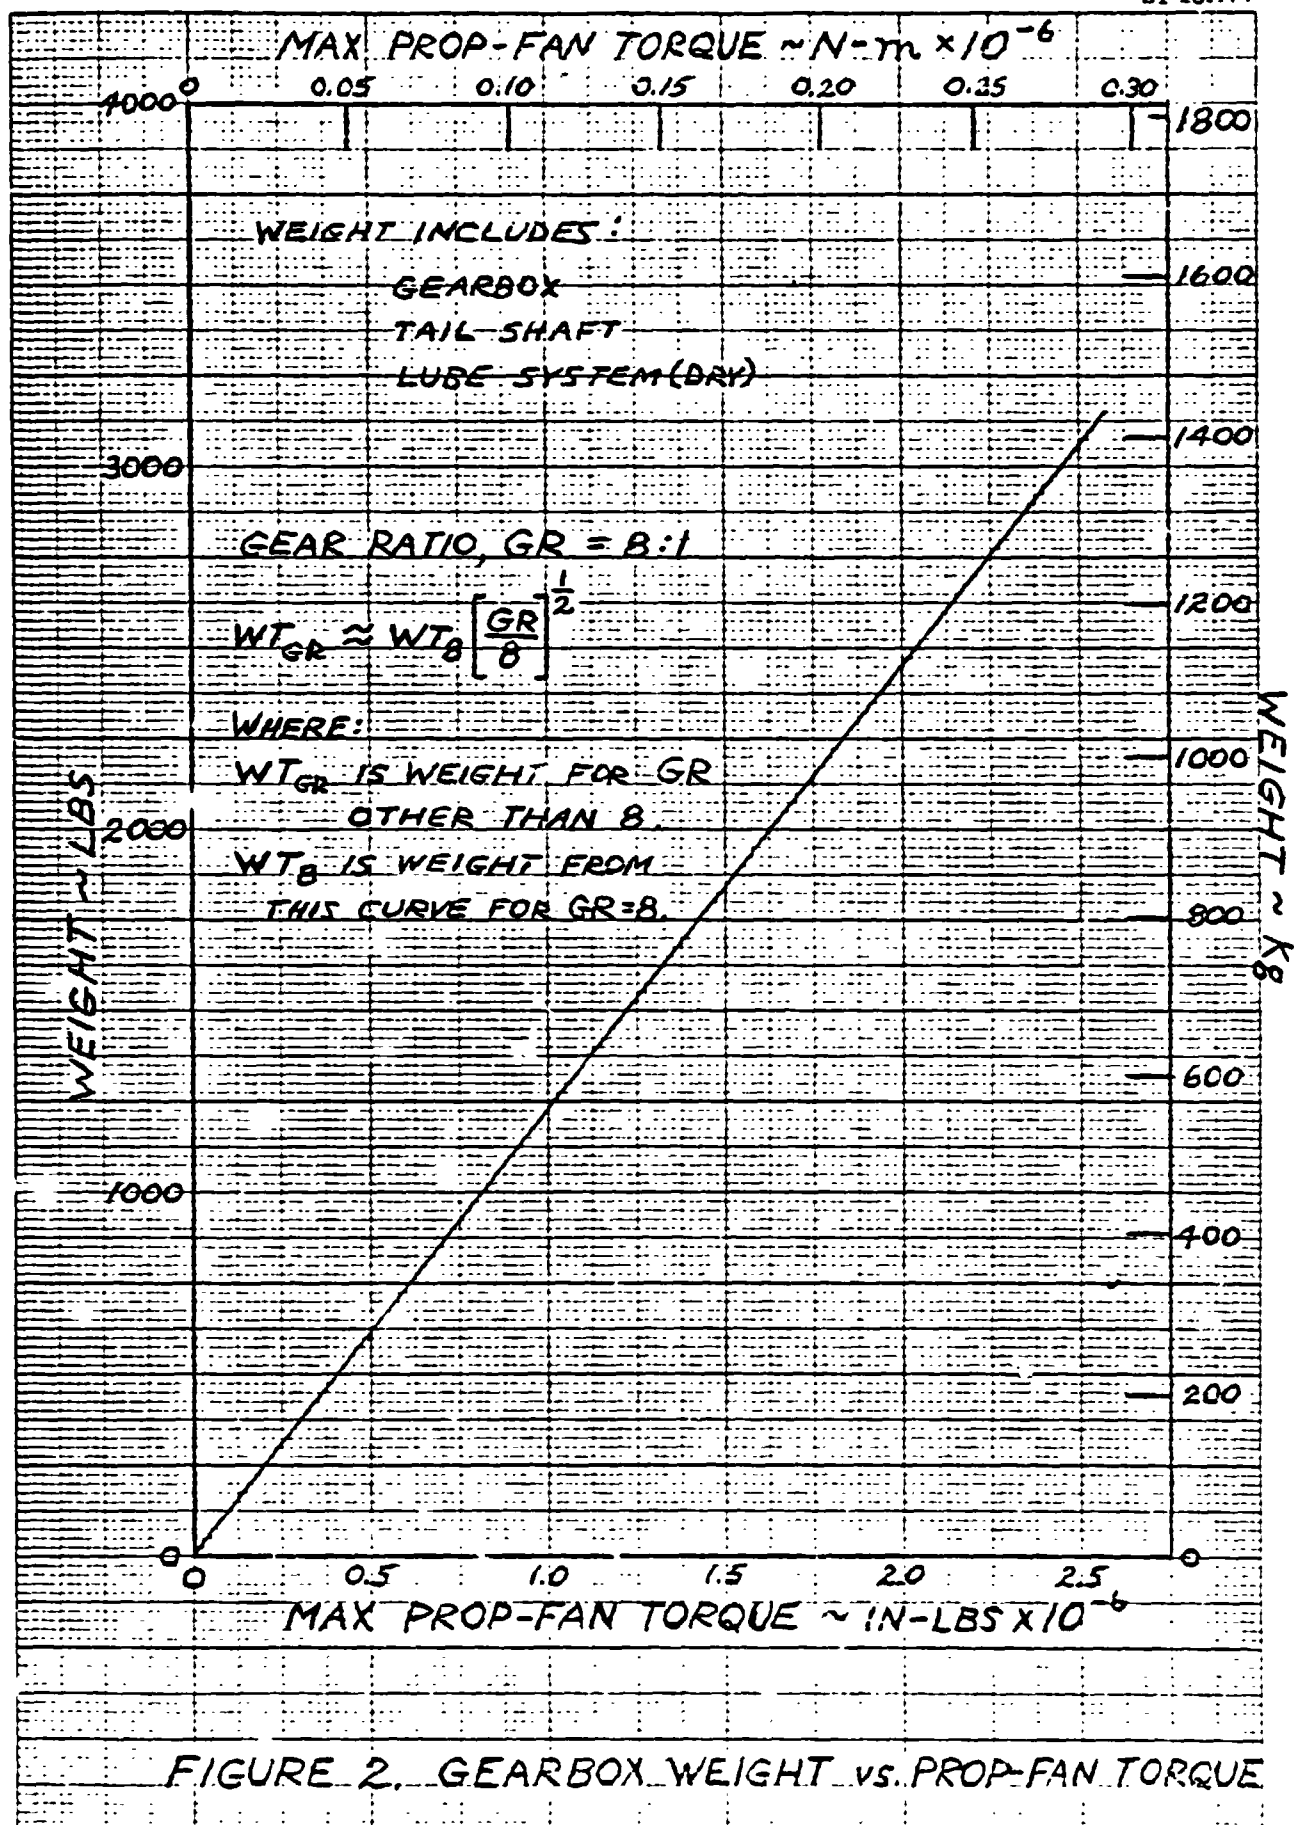 MAX PROP-FAN TORQUE ~ N-m × 10⁻⁶
0 0.05 0.10 0.15 0.20 0.25 0.30
4000
3000
2000
1000
0
WEIGHT ~ LBS
WEIGHT INCLUDES:
GEARBOX
TAIL SHAFT
LUBE SYSTEM (DRY)
GEAR RATIO, GR = 8:1
WT_GR ≈ WT_8 [GR/8]^1/2
WHERE:
WT_GR IS WEIGHT FOR GR
OTHER THAN 8.
WT_8 IS WEIGHT FROM
THIS CURVE FOR GR=8.
1800
1600
1400
1200
1000
800
600
400
200
0
WEIGHT ~ Kg
0 0.5 1.0 1.5 2.0 2.5
MAX PROP-FAN TORQUE ~ IN-LBS × 10⁻⁶
FIGURE 2. GEARBOX WEIGHT vs. PROP-FAN TORQUE